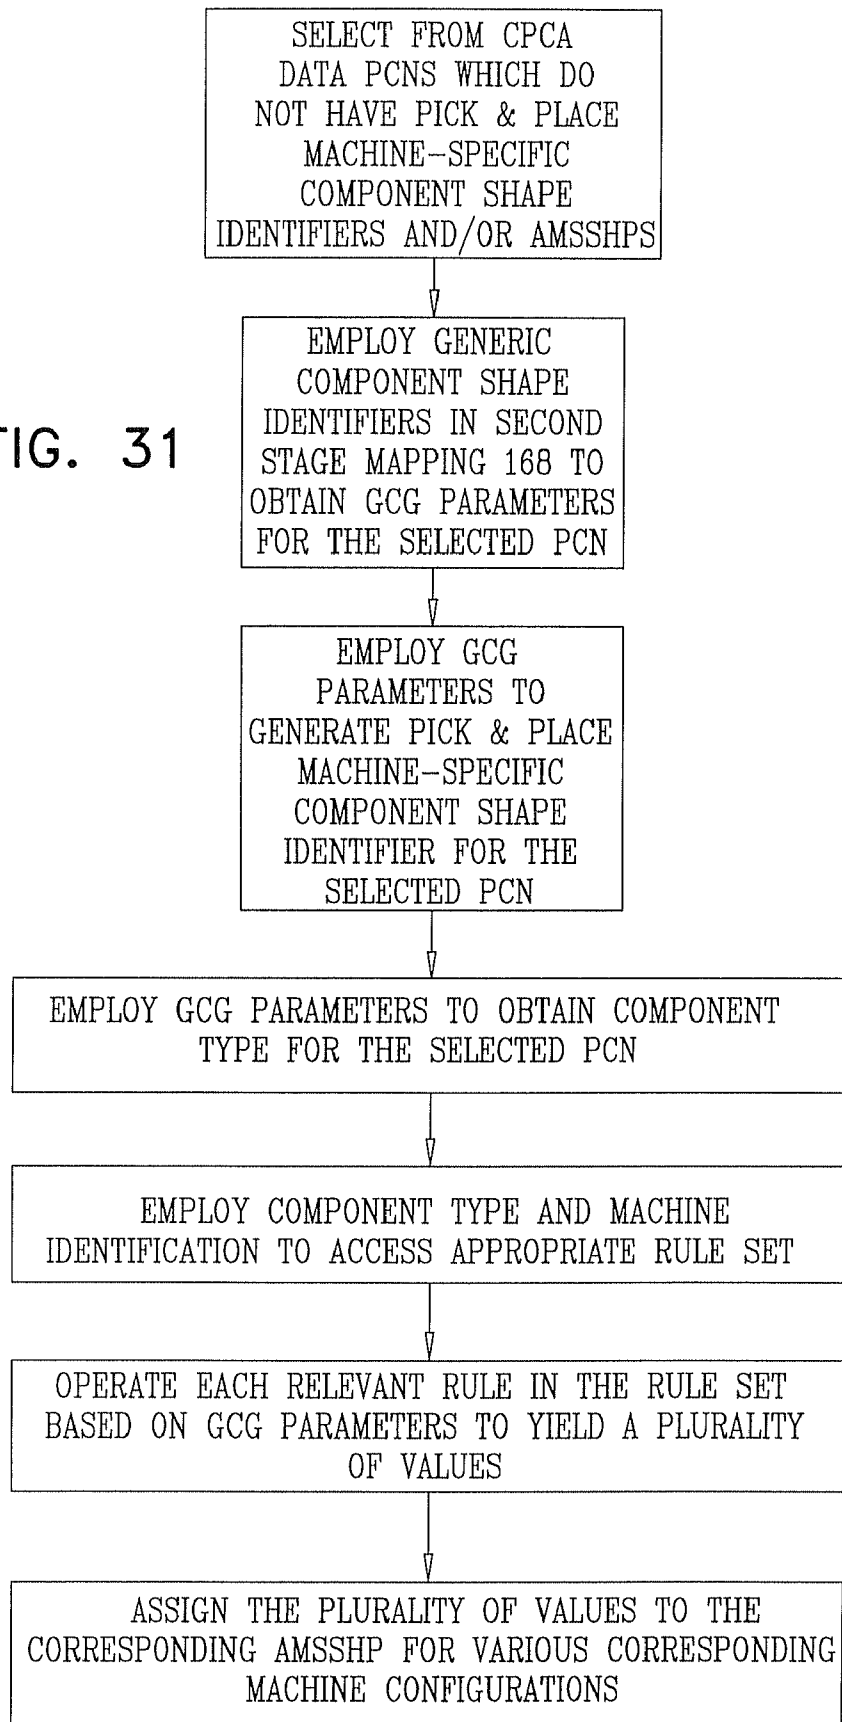 SELECT FROM CPCA
DATA PCNS WHICH DO
NOT HAVE PICK & PLACE
MACHINE-SPECIFIC
COMPONENT SHAPE
IDENTIFIERS AND/OR AMSSHPS
EMPLOY GENERIC
COMPONENT SHAPE
IDENTIFIERS IN SECOND
STAGE MAPPING 168 TO
OBTAIN GCG PARAMETERS
FOR THE SELECTED PCN
FIG. 31
EMPLOY GCG
PARAMETERS TO
GENERATE PICK & PLACE
MACHINE-SPECIFIC
COMPONENT SHAPE
IDENTIFIER FOR THE
SELECTED PCN
EMPLOY GCG PARAMETERS TO OBTAIN COMPONENT
TYPE FOR THE SELECTED PCN
EMPLOY COMPONENT TYPE AND MACHINE
IDENTIFICATION TO ACCESS APPROPRIATE RULE SET
OPERATE EACH RELEVANT RULE IN THE RULE SET
BASED ON GCG PARAMETERS TO YIELD A PLURALITY
OF VALUES
ASSIGN THE PLURALITY OF VALUES TO THE
CORRESPONDING AMSSHP FOR VARIOUS CORRESPONDING
MACHINE CONFIGURATIONS